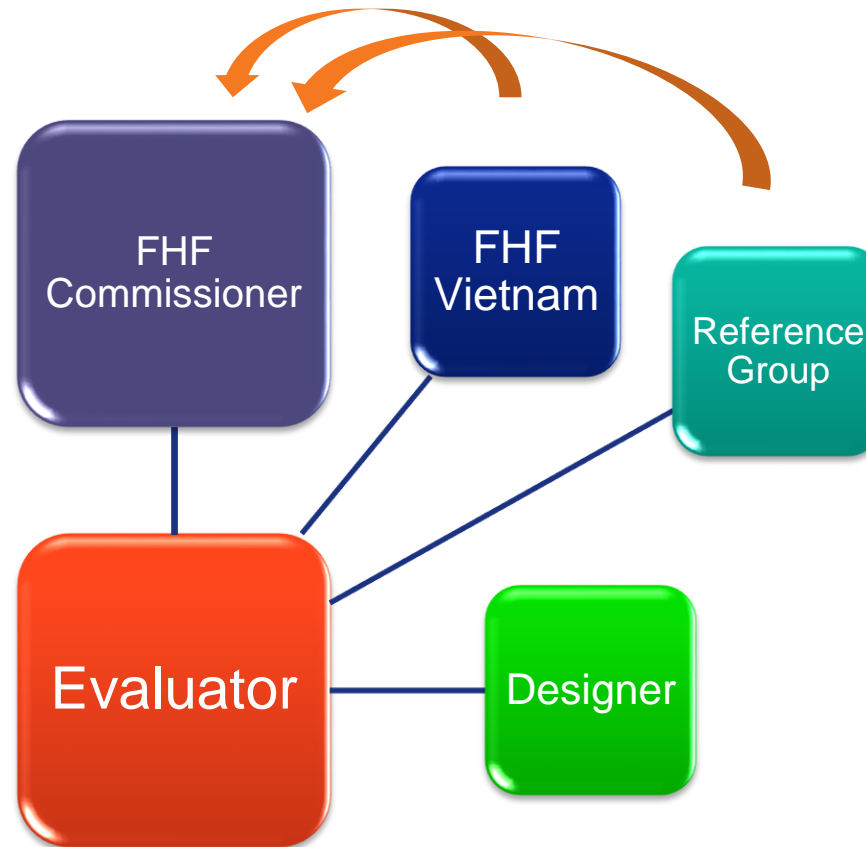 FHF
Commissioner
FHF
Vietnam
Reference
Group
Evaluator
Designer